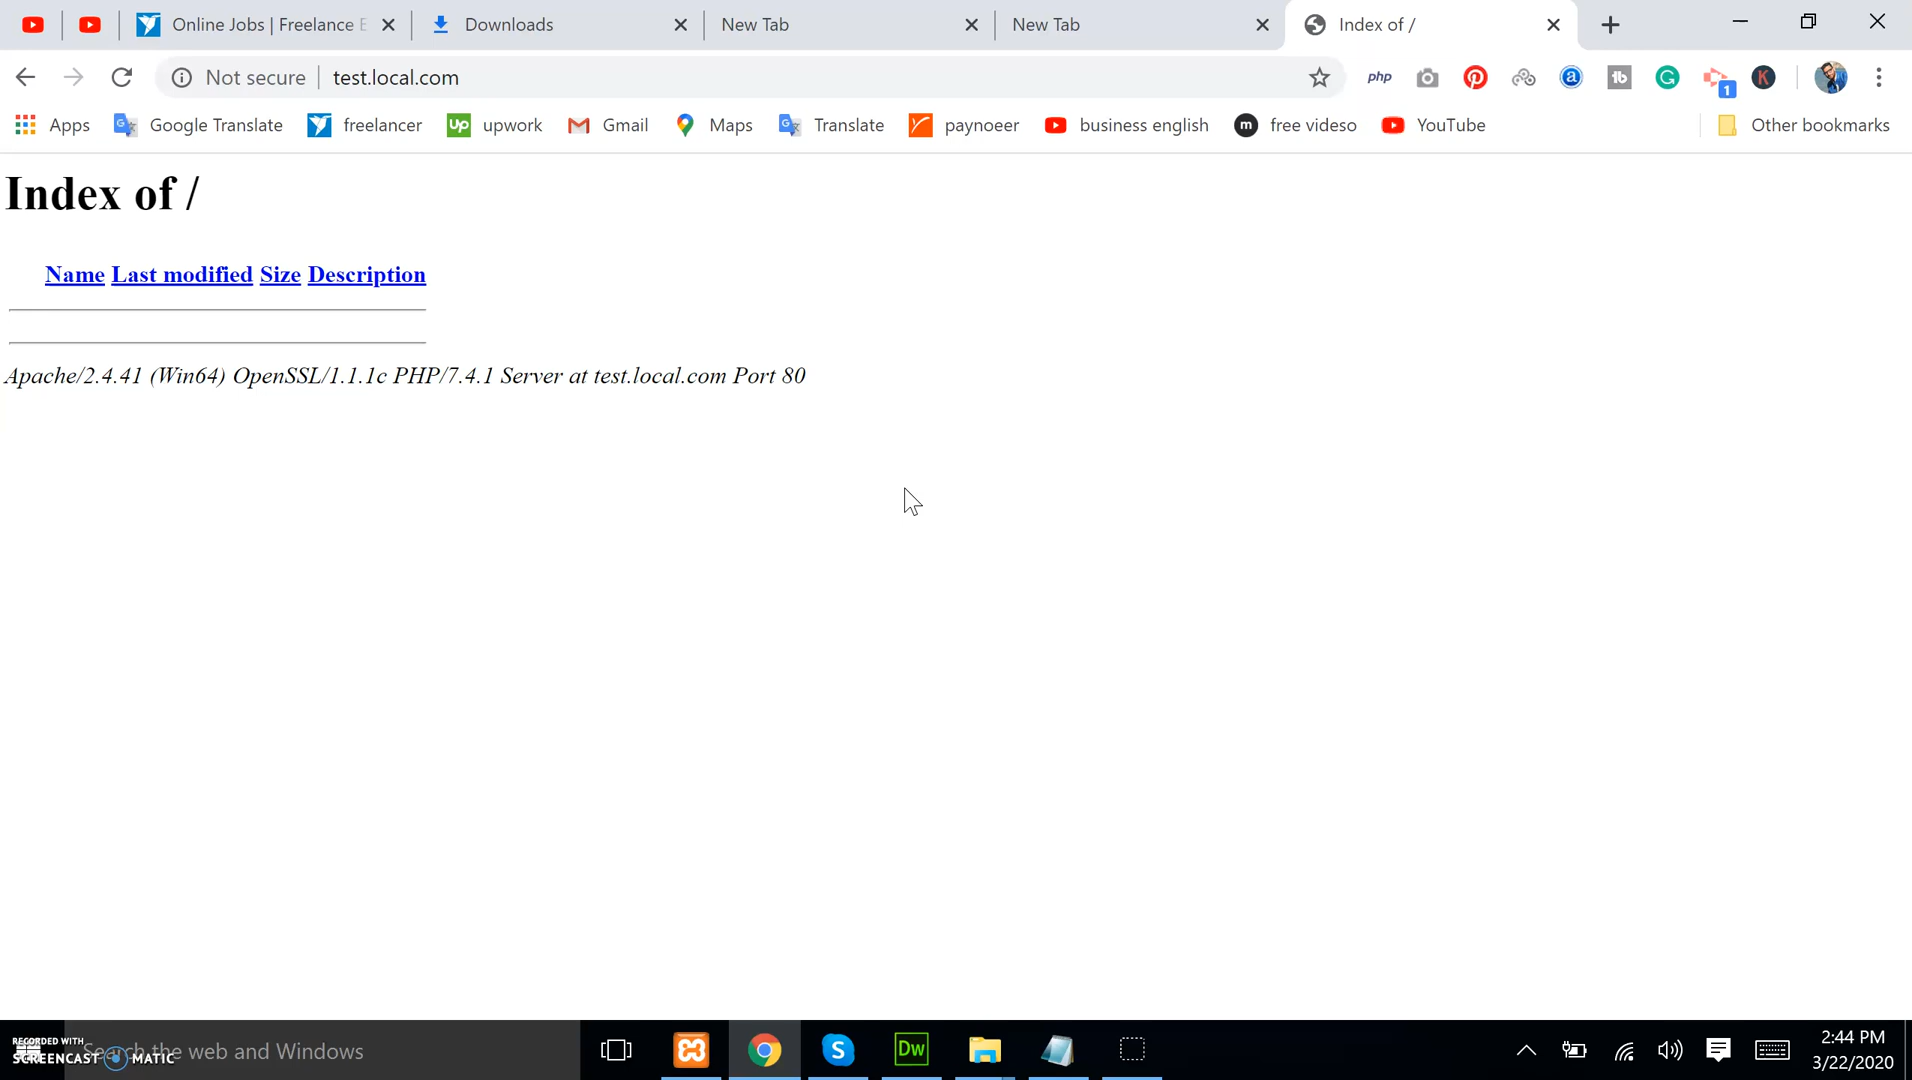 Online Jobs | Freelance E
Downloads
New Tab
New Tab
Index of /
Not secure
test.local.com
php
1
Apps
Google Translate
freelancer
upwork
Gmail
Maps
Translate
paynoeer
business english
free videso
YouTube
Other bookmarks
Index of /
Name Last modified Size Description
Apache/2.4.41 (Win64) OpenSSL/1.1.1c PHP/7.4.1 Server at test.local.com Port 80
RECORDED WITH
SCREENCAST MATIC
Search the web and Windows
Dw
2:44 PM
3/22/2020